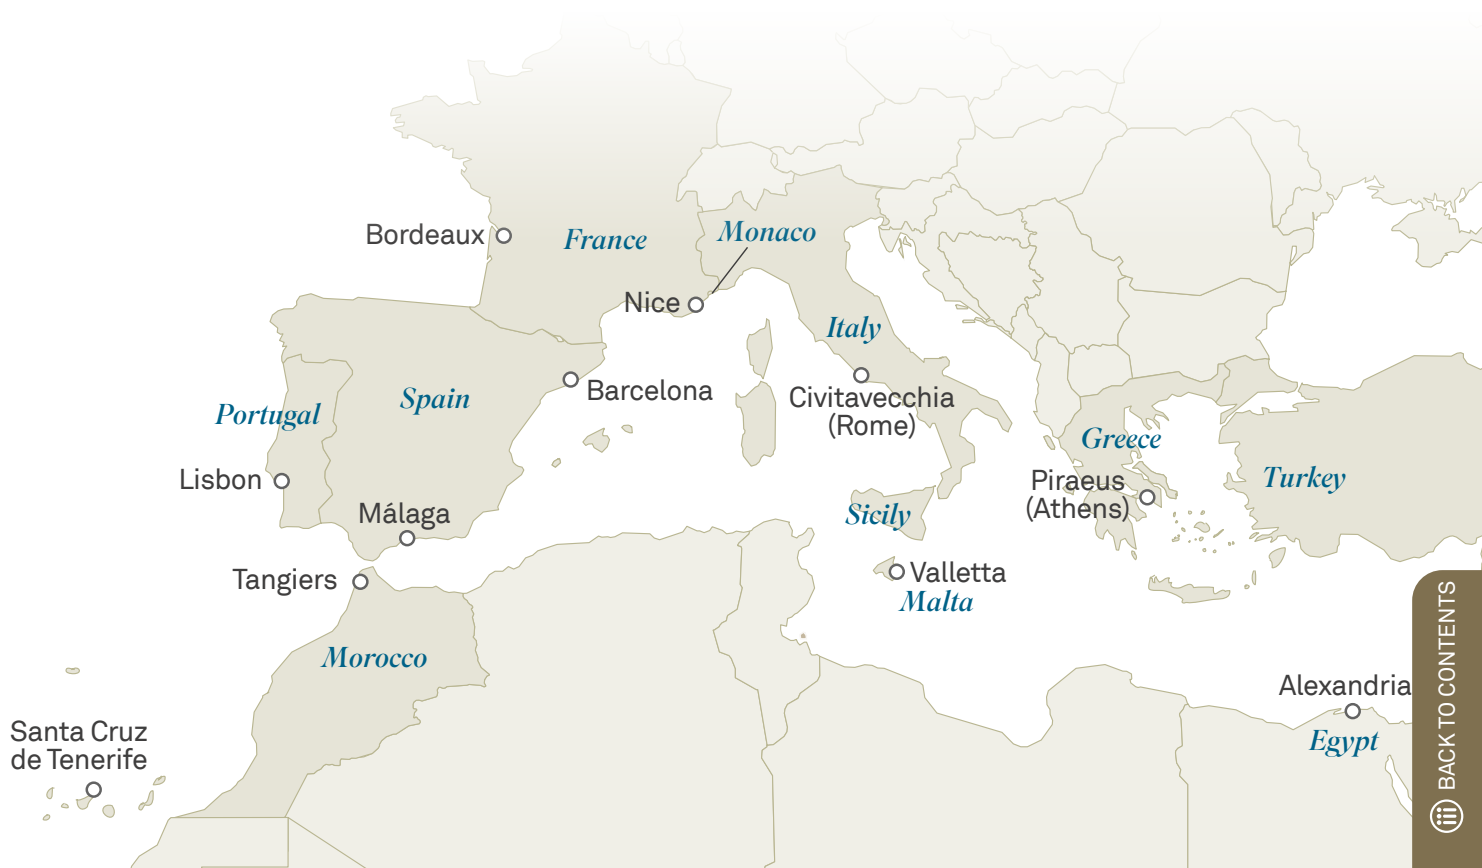 Bordeaux
France
Monaco
Nice
Italy
Spain
Barcelona
Civitavecchia
(Rome)
Portugal
Greece
Lisbon
Piraeus
(Athens)
Turkey
Málaga
Sicily
Tangiers
Valletta
Malta
Morocco
Alexandria
Egypt
Santa Cruz
de Tenerife
BACK TO CONTENTS